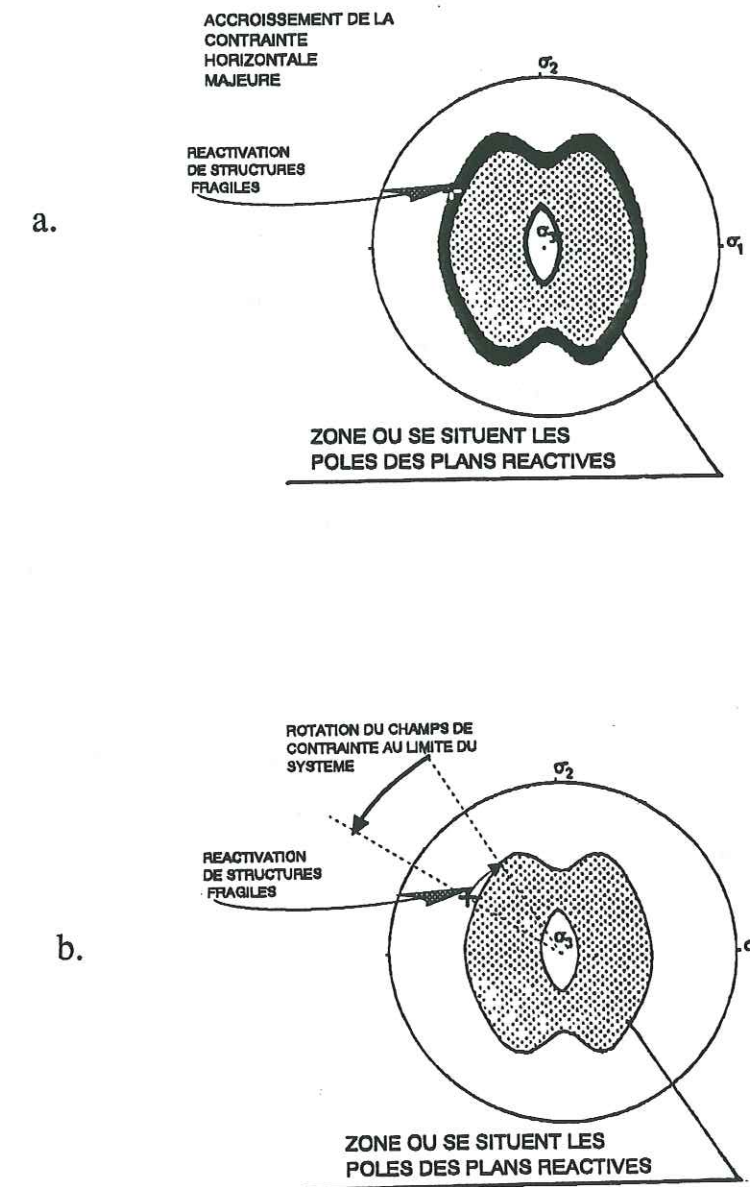 ACCROISSEMENT DE LA
CONTRAINTE
HORIZONTALE
MAJEURE
σ2
REACTIVATION
DE STRUCTURES
FRAGILES
a.
σ3
σ1
ZONE OU SE SITUENT LES
POLES DES PLANS REACTIVES
ROTATION DU CHAMPS DE
CONTRAINTE AU LIMITE DU
SYSTEME
σ2
REACTIVATION
DE STRUCTURES
FRAGILES
b.
σ3
ZONE OU SE SITUENT LES
POLES DES PLANS REACTIVES